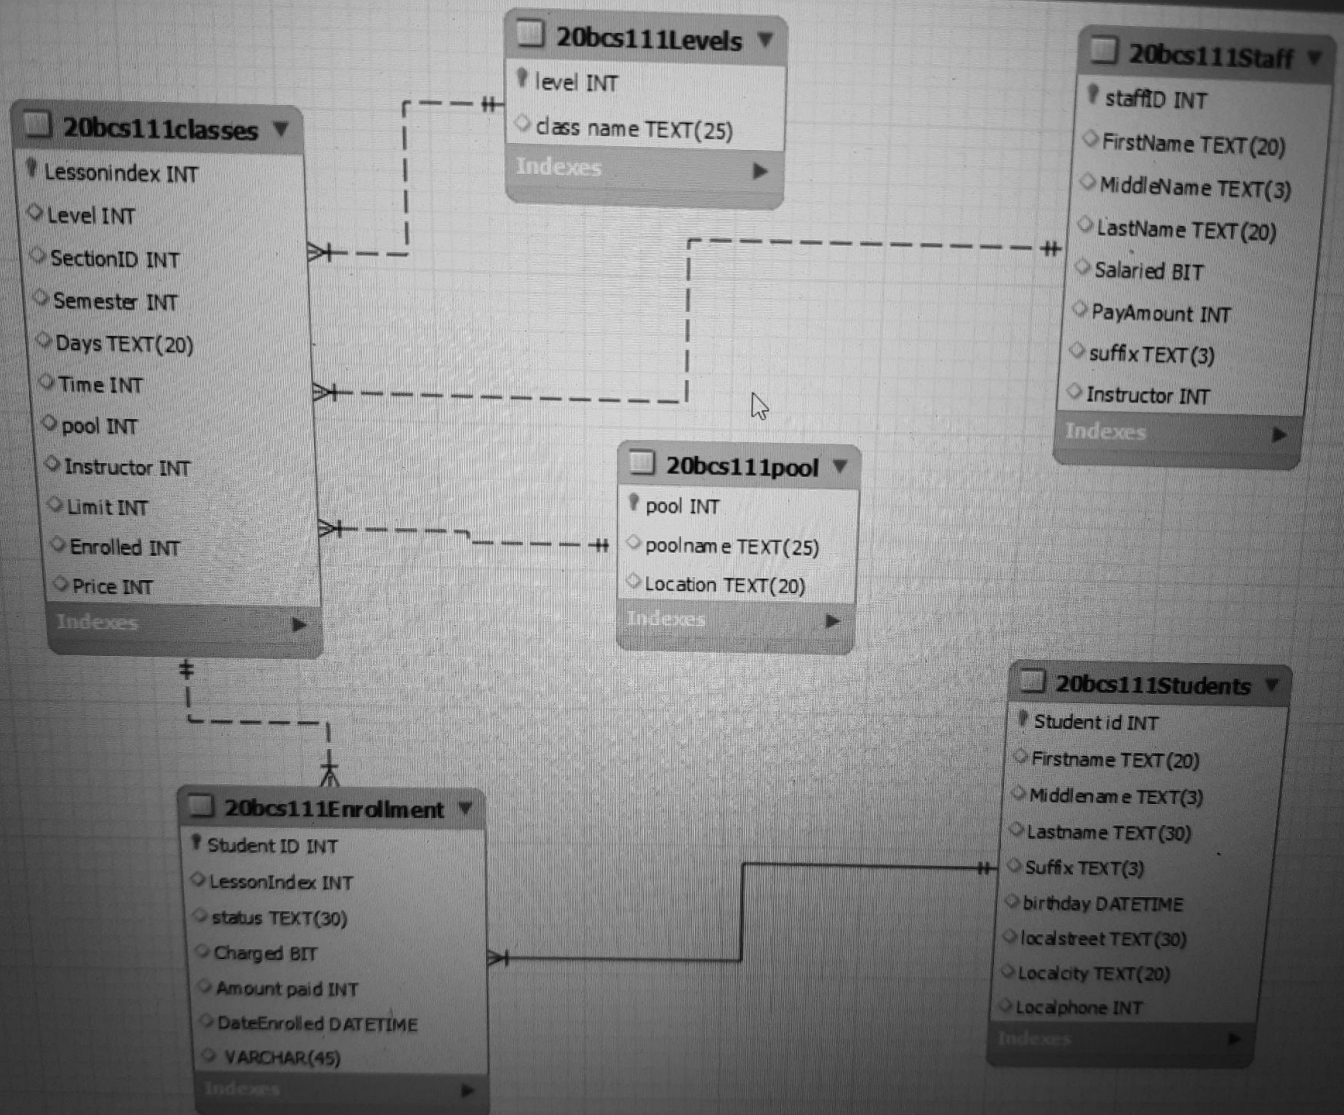 20bcs111Levels
level INT
class name TEXT(25)
Indexes
20bcs111Staff
staffID INT
FirstName TEXT(20)
MiddleName TEXT(3)
LastName TEXT(20)
Salaried BIT
PayAmount INT
suffix TEXT(3)
Instructor INT
Indexes
20bcs111classes
Lessonindex INT
Level INT
SectionID INT
Semester INT
Days TEXT(20)
Time INT
pool INT
Instructor INT
Limit INT
Enrolled INT
Price INT
Indexes
20bcs111pool
pool INT
poolname TEXT(25)
Location TEXT(20)
Indexes
20bcs111Students
Student id INT
Firstname TEXT(20)
Middlename TEXT(3)
Lastname TEXT(30)
Suffix TEXT(3)
birthday DATETIME
localstreet TEXT(30)
Localcity TEXT(20)
Localphone INT
Indexes
20bcs111Enrollment
Student ID INT
LessonIndex INT
status TEXT(30)
Charged BIT
Amount paid INT
DateEnrolled DATETIME
VARCHAR(45)
Indexes